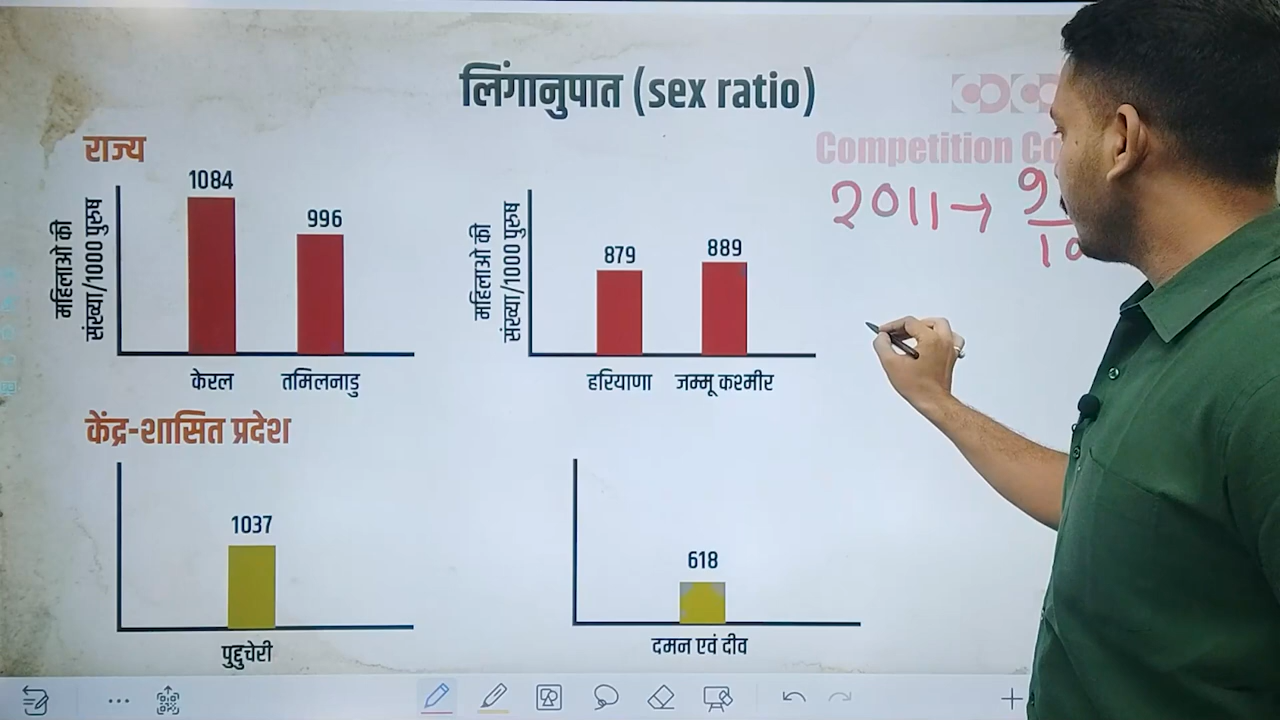 लिंगानुपात (sex ratio)
Competition
राज्य
2011→
महिलाओ की
संख्या/1000 पुरुष
1084
996
केरल
तमिलनाडु
महिलाओ की
संख्या/1000 पुरुष
879
889
हरियाणा
जम्मू कश्मीर
केंद्र-शासित प्रदेश
1037
पुद्दुचेरी
618
दमन एवं दीव